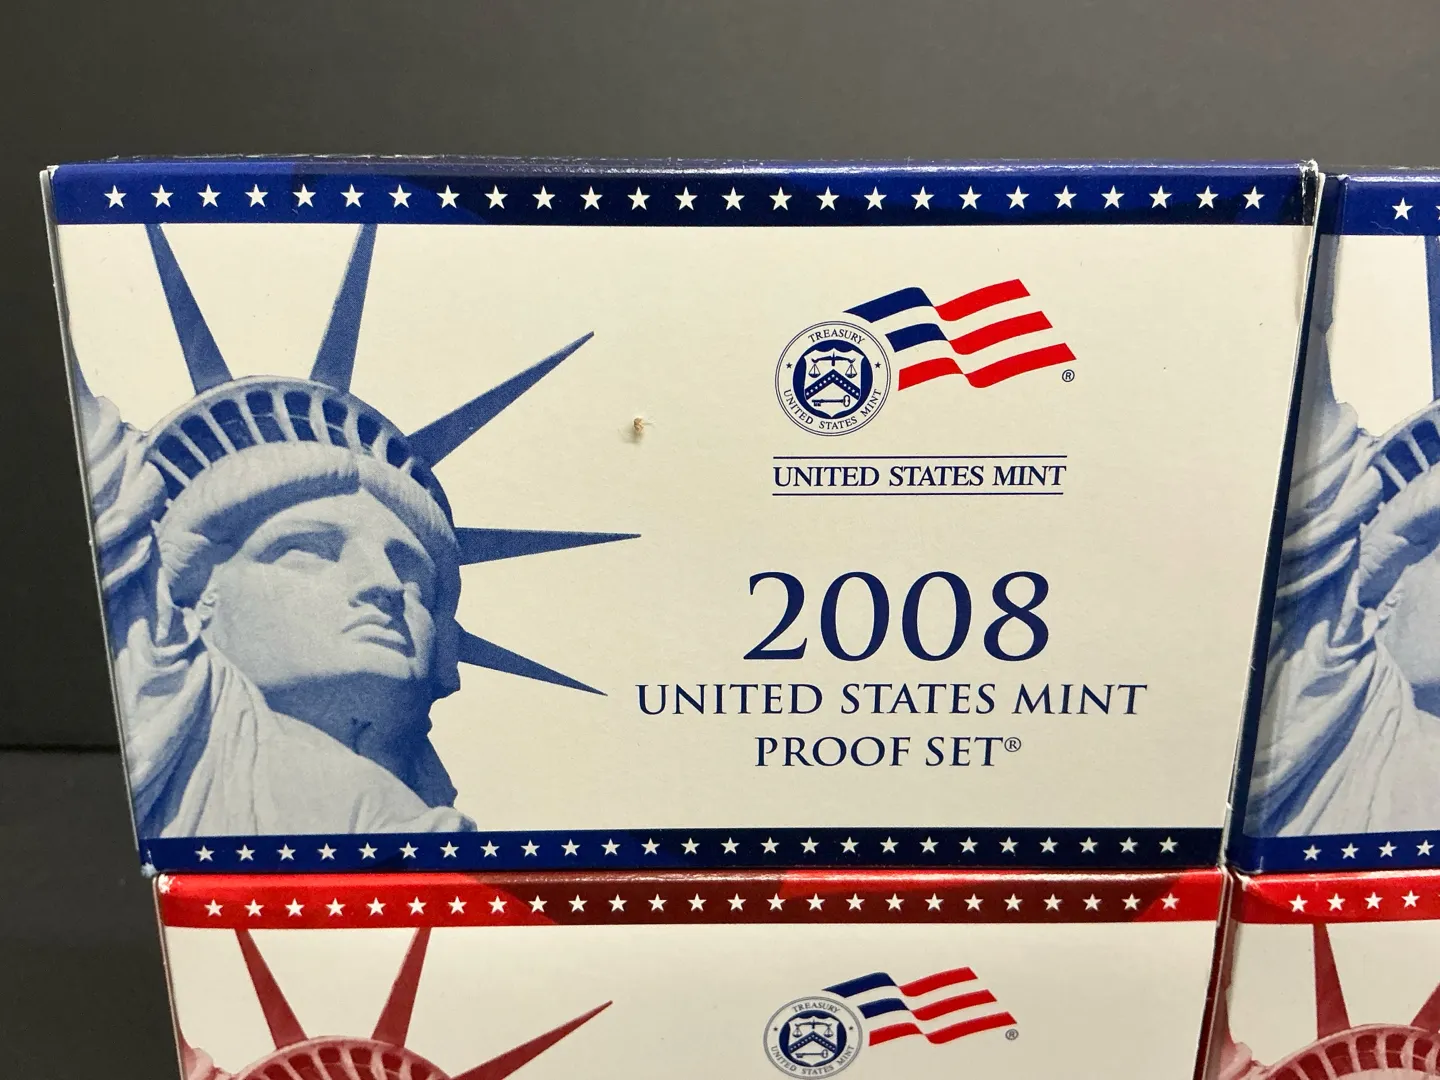 TREASURY
UNITED STATES MINT
®
UNITED STATES MINT
2008
UNITED STATES MINT
PROOF SET®
TREASURY
UNITED STATES MINT
®